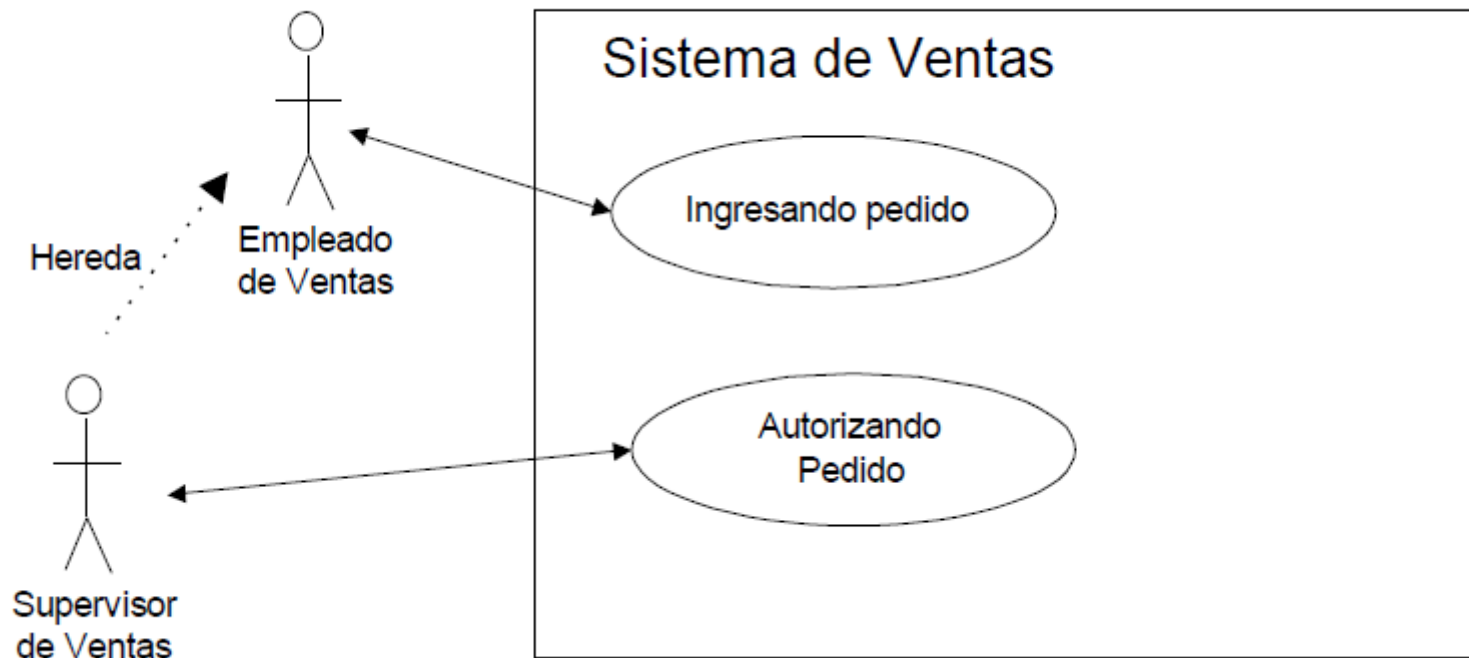 Sistema de Ventas
Ingresando pedido
Empleado
de Ventas
Hereda
Autorizando
Pedido
Supervisor
de Ventas